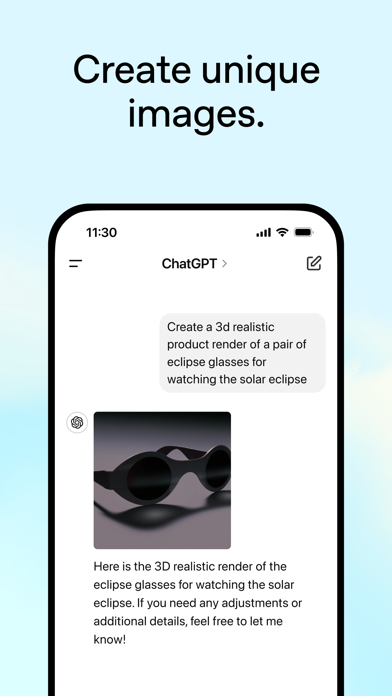 Create unique
images.
11:30
ChatGPT
Create a 3d realistic
product render of a pair of
eclipse glasses for
watching the solar eclipse
Here is the 3D realistic render of the
eclipse glasses for watching the solar
eclipse. If you need any adjustments or
additional details, feel free to let me
know!